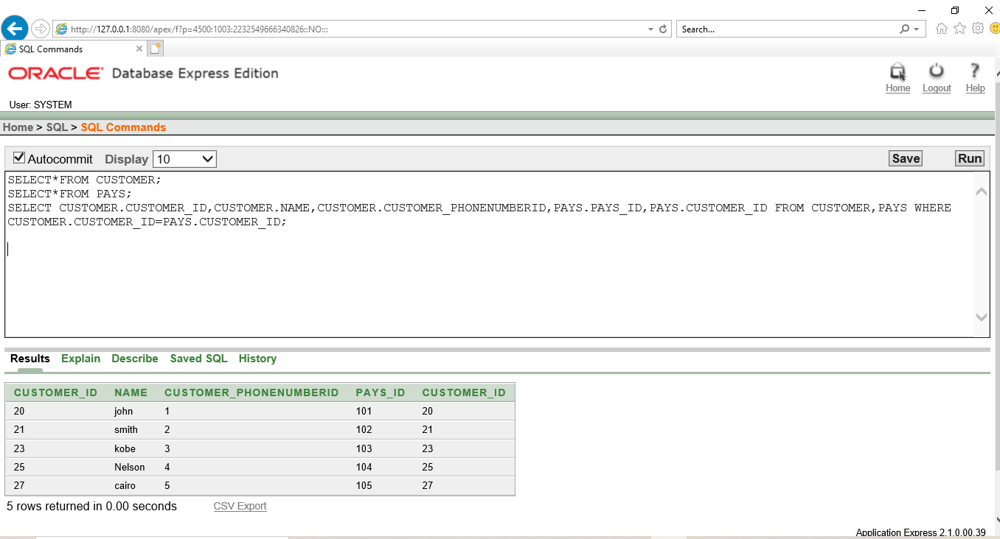 http://127.0.0.1:8080/apex/f?p=4500:1003:2232549666340826::NO:::
Search...
SQL Commands
ORACLE Database Express Edition
Home Logout Help
User: SYSTEM
Home > SQL > SQL Commands
Autocommit Display 10 Save Run
SELECT*FROM CUSTOMER;
SELECT*FROM PAYS;
SELECT CUSTOMER.CUSTOMER_ID,CUSTOMER.NAME,CUSTOMER.CUSTOMER_PHONENUMBERID,PAYS.PAYS_ID,PAYS.CUSTOMER_ID FROM CUSTOMER,PAYS WHERE
CUSTOMER.CUSTOMER_ID=PAYS.CUSTOMER_ID;
Results Explain Describe Saved SQL History
CUSTOMER_ID NAME CUSTOMER_PHONENUMBERID PAYS_ID CUSTOMER_ID
20 john 1 101 20
21 smith 2 102 21
23 kobe 3 103 23
25 Nelson 4 104 25
27 cairo 5 105 27
5 rows returned in 0.00 seconds CSV Export
Application Express 2.1.0.00.39